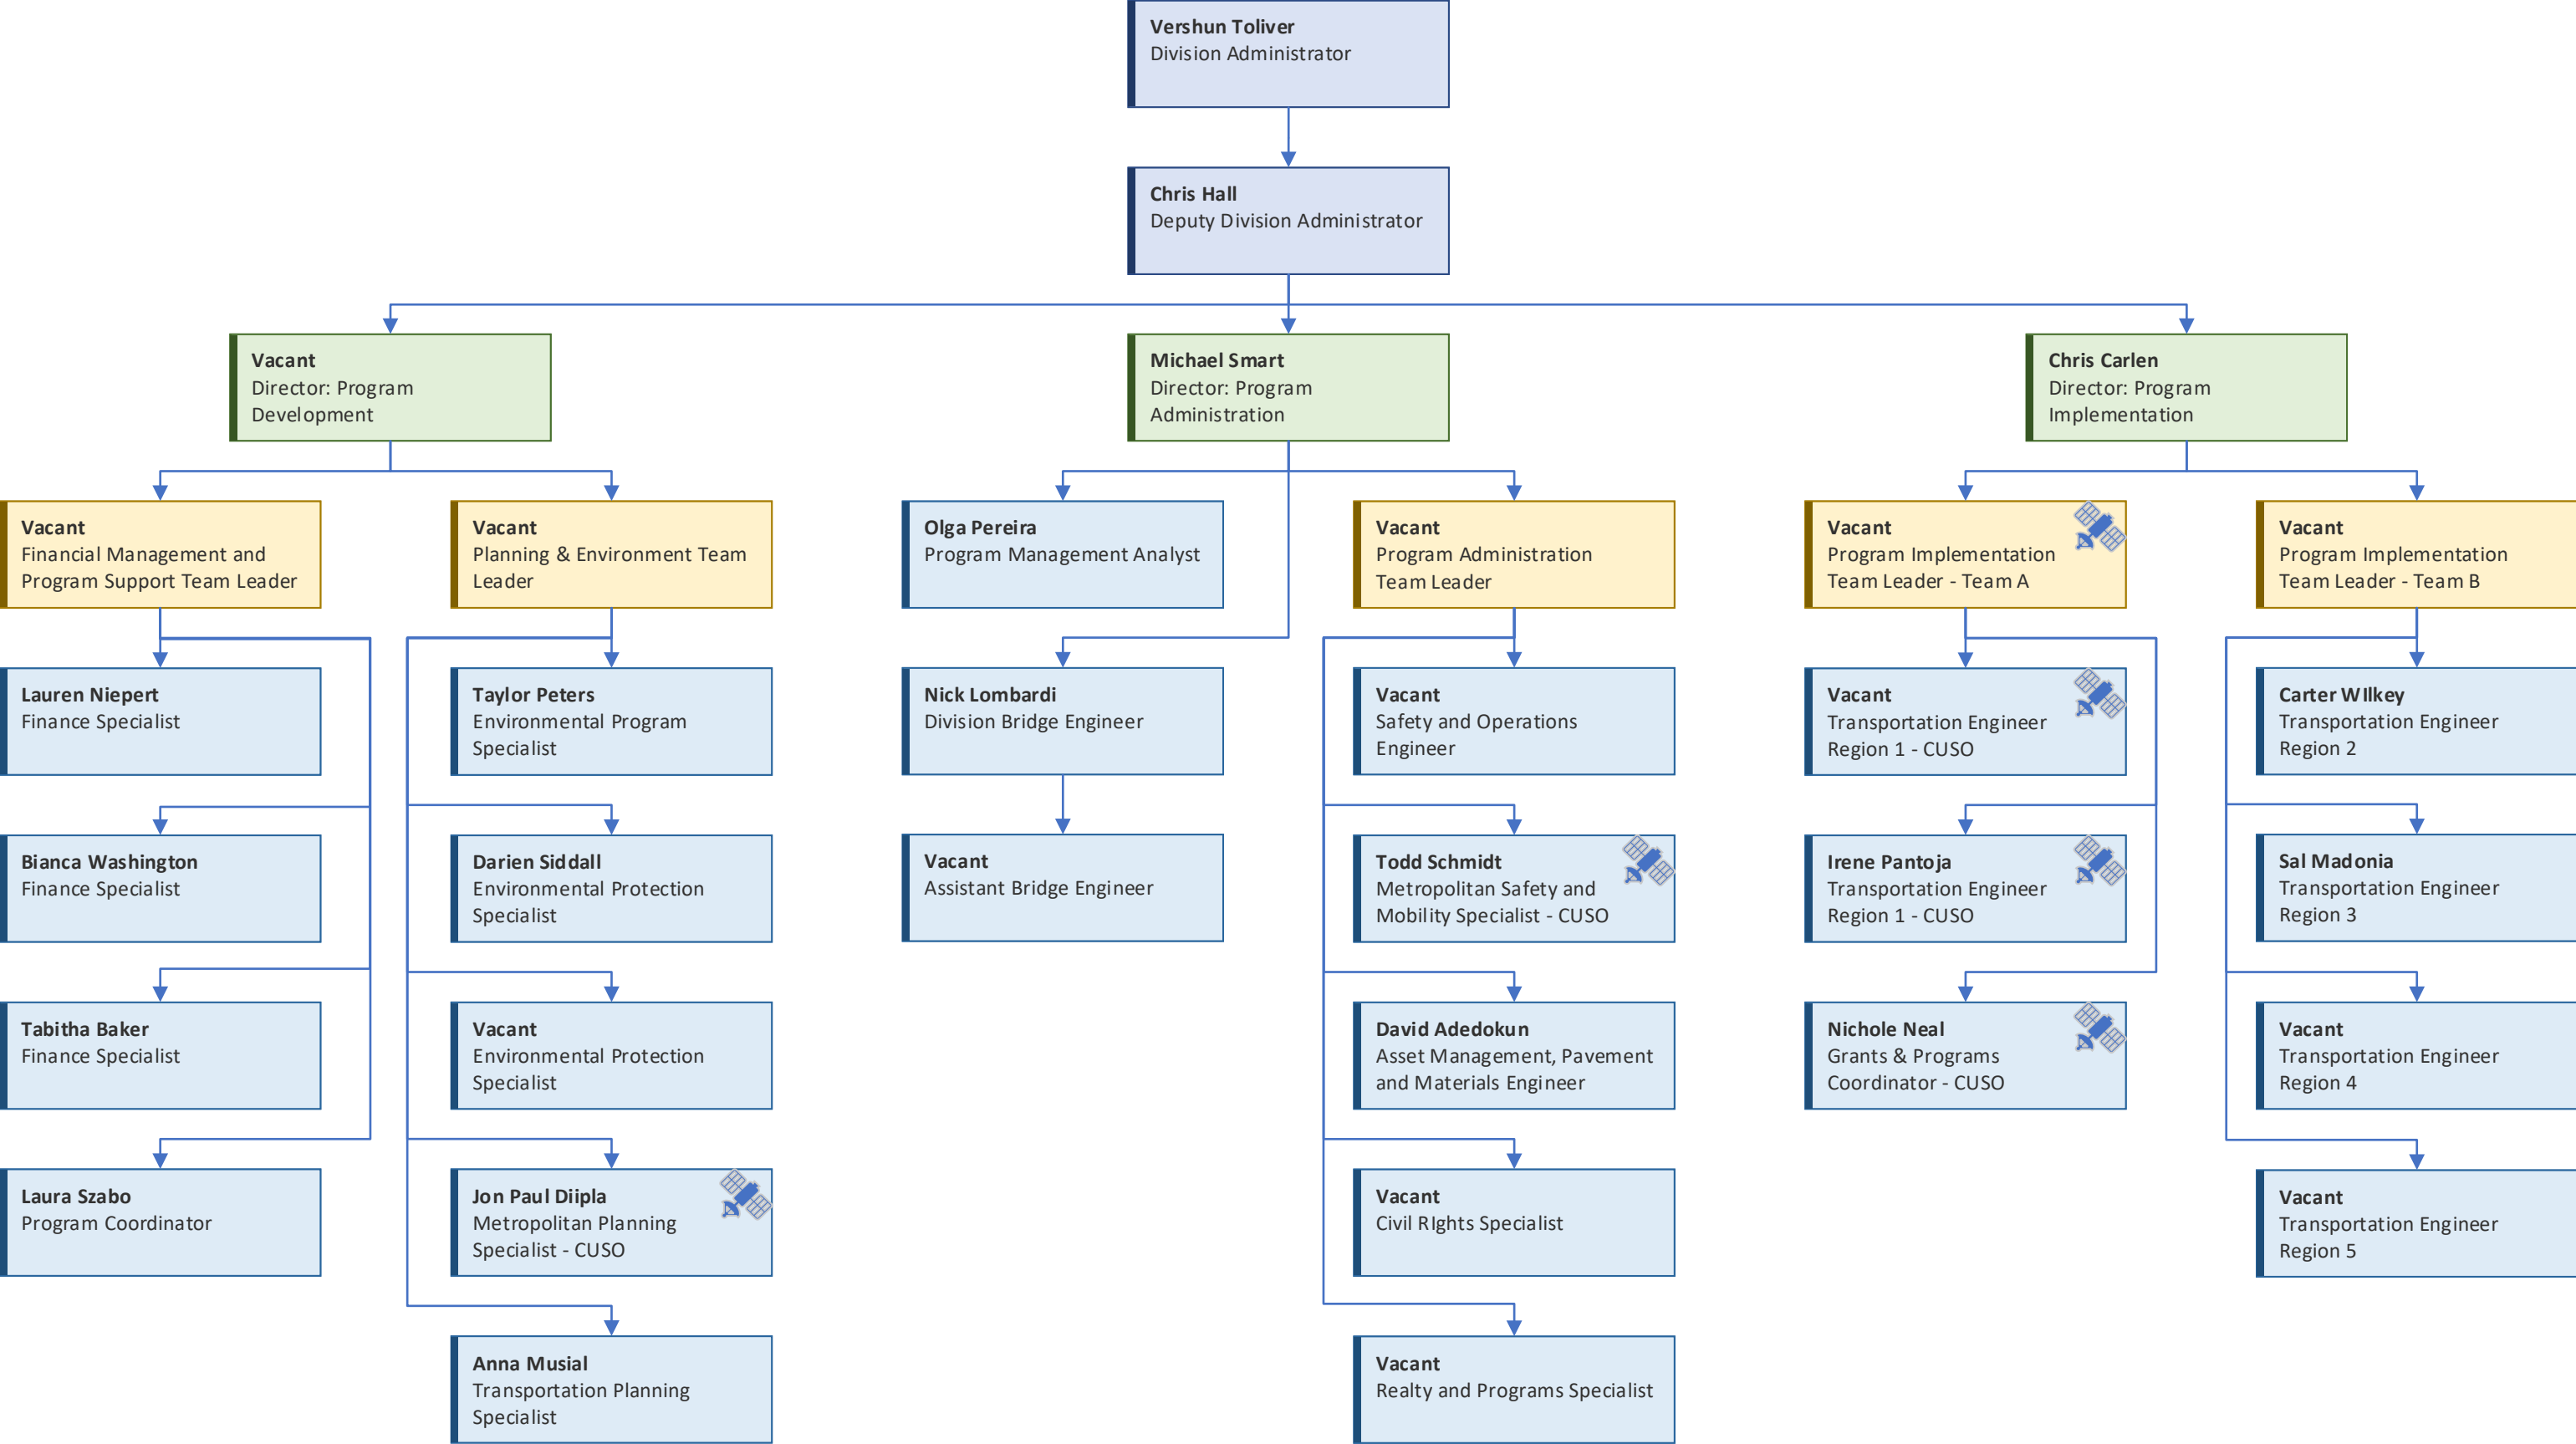 Vershun Toliver
Division Administrator
Chris Hall
Deputy Division Administrator
Vacant
Director: Program
Development
Michael Smart
Director: Program
Administration
Chris Carlen
Director: Program
Implementation
Vacant
Financial Management and
Program Support Team Leader
Vacant
Planning & Environment Team
Leader
Olga Pereira
Program Management Analyst
Vacant
Program Administration
Team Leader
Vacant
Program Implementation
Team Leader - Team A
Vacant
Program Implementation
Team Leader - Team B
Lauren Niepert
Finance Specialist
Taylor Peters
Environmental Program
Specialist
Nick Lombardi
Division Bridge Engineer
Vacant
Safety and Operations
Engineer
Vacant
Transportation Engineer
Region 1 - CUSO
Carter WIlkey
Transportation Engineer
Region 2
Bianca Washington
Finance Specialist
Darien Siddall
Environmental Protection
Specialist
Vacant
Assistant Bridge Engineer
Todd Schmidt
Metropolitan Safety and
Mobility Specialist - CUSO
Irene Pantoja
Transportation Engineer
Region 1 - CUSO
Sal Madonia
Transportation Engineer
Region 3
Tabitha Baker
Finance Specialist
Vacant
Environmental Protection
Specialist
David Adedokun
Asset Management, Pavement
and Materials Engineer
Nichole Neal
Grants & Programs
Coordinator - CUSO
Vacant
Transportation Engineer
Region 4
Laura Szabo
Program Coordinator
Jon Paul Diipla
Metropolitan Planning
Specialist - CUSO
Vacant
Civil RIghts Specialist
Vacant
Transportation Engineer
Region 5
Anna Musial
Transportation Planning
Specialist
Vacant
Realty and Programs Specialist